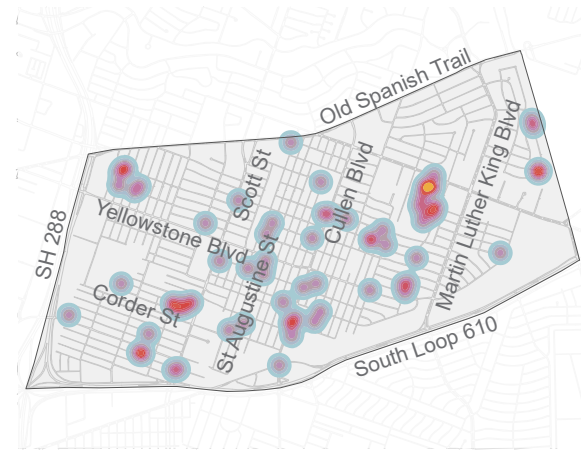 Old Spanish Trail
Scott St
Cullen Blvd
Martin Luther King Blvd
Yellowstone Blvd
SH 288
St Augustine St
Corder St
South Loop 610